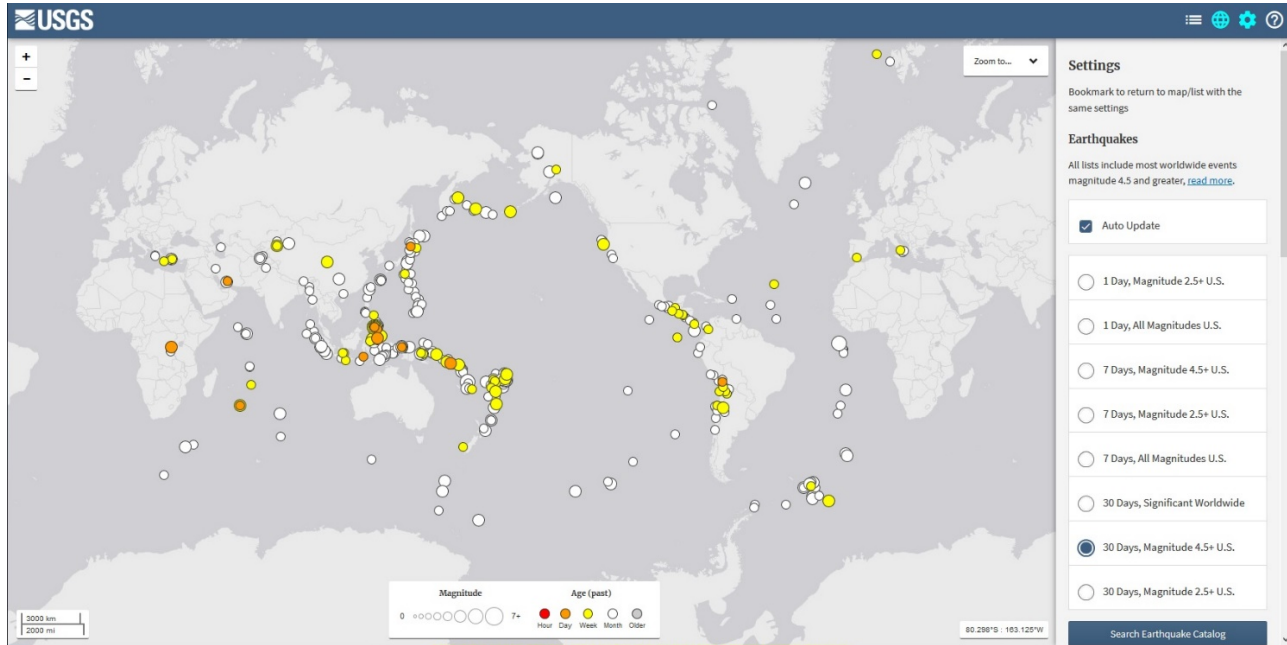 USGS
+
−
Zoom to...
Settings
Bookmark to return to map/list with the
same settings
Earthquakes
All lists include most worldwide events
magnitude 4.5 and greater, read more.
Auto Update
1 Day, Magnitude 2.5+ U.S.
1 Day, All Magnitudes U.S.
7 Days, Magnitude 4.5+ U.S.
7 Days, Magnitude 2.5+ U.S.
7 Days, All Magnitudes U.S.
30 Days, Significant Worldwide
30 Days, Magnitude 4.5+ U.S.
30 Days, Magnitude 2.5+ U.S.
Search Earthquake Catalog
Magnitude
0 7+
Age (past)
Hour Day Week Month Older
3000 km
2000 mi
80.298°S : 163.125°W